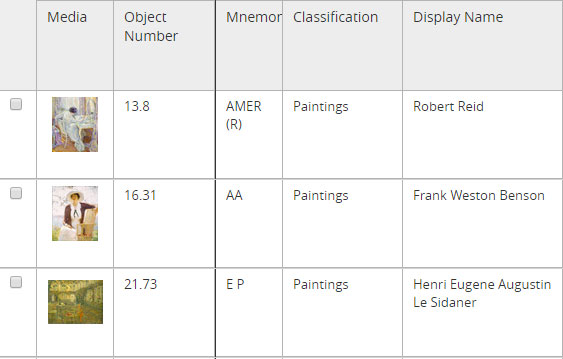 Media Object Number Mnemor Classification Display Name
13.8 AMER (R) Paintings Robert Reid
16.31 AA Paintings Frank Weston Benson
21.73 E P Paintings Henri Eugene Augustin Le Sidaner